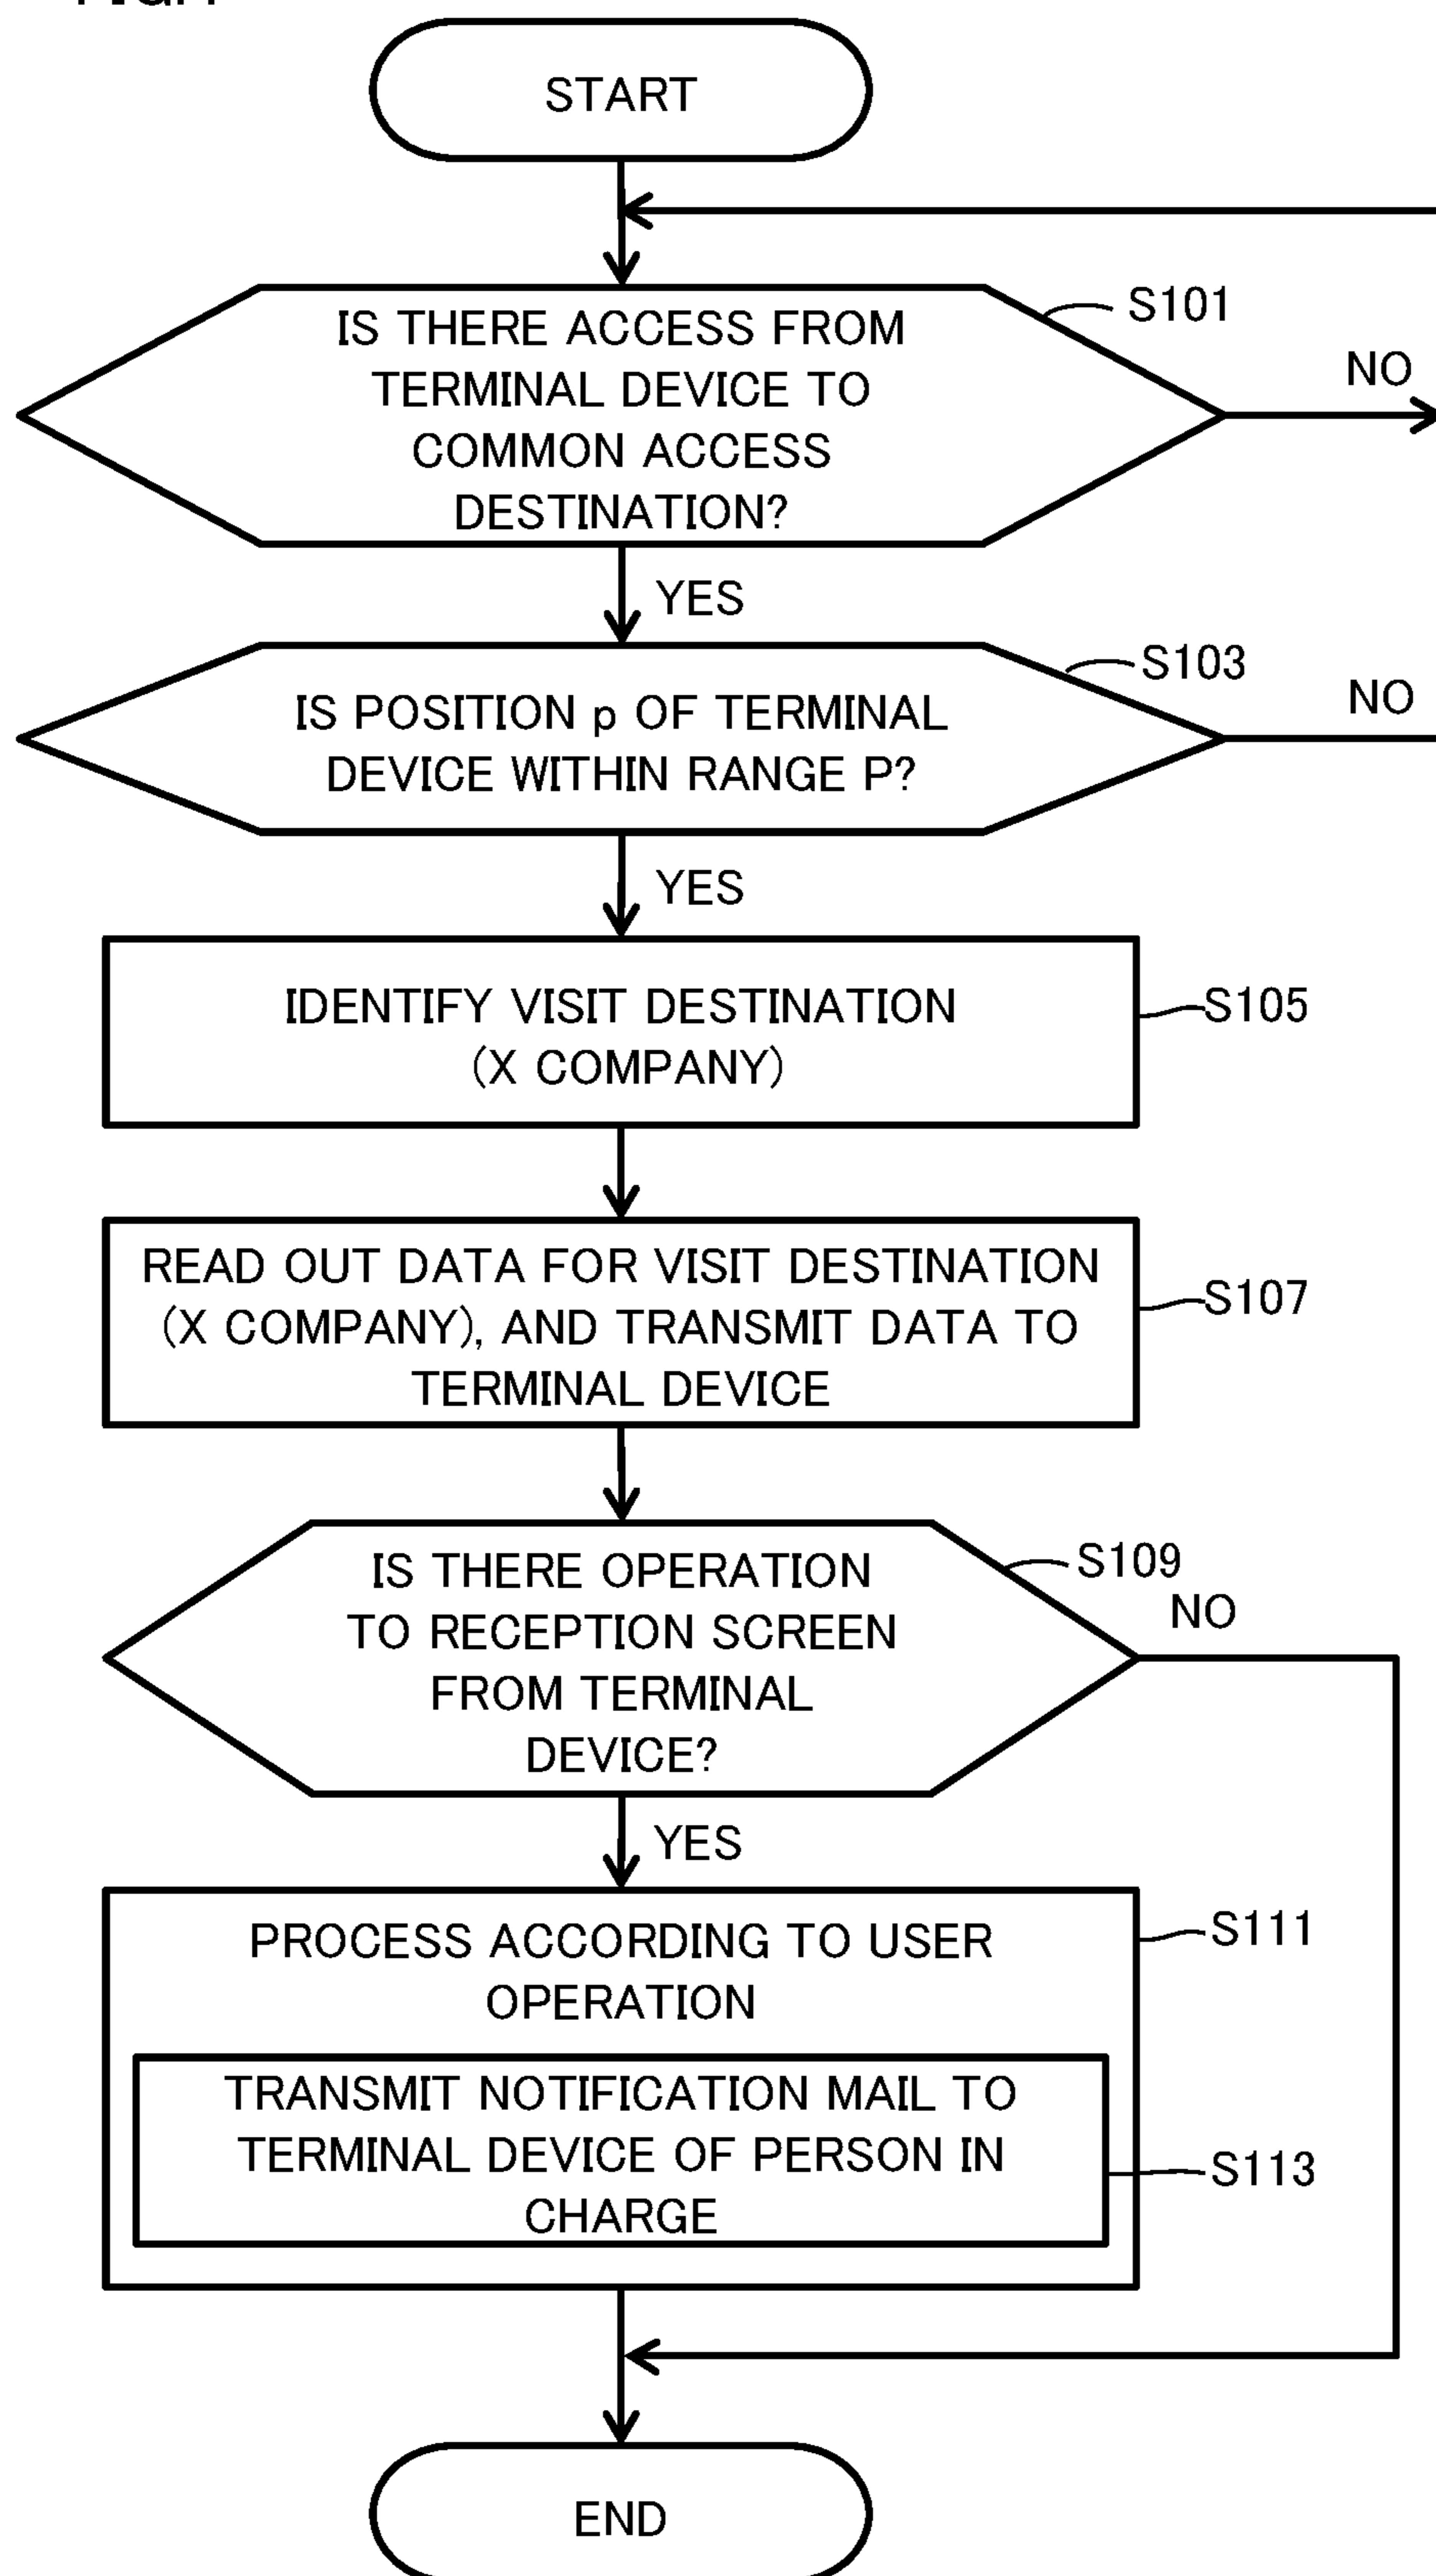 START
IS THERE ACCESS FROM
TERMINAL DEVICE TO
COMMON ACCESS
DESTINATION?
S101
NO
YES
IS POSITION p OF TERMINAL
DEVICE WITHIN RANGE P?
S103
NO
YES
IDENTIFY VISIT DESTINATION
(X COMPANY)
S105
READ OUT DATA FOR VISIT DESTINATION
(X COMPANY), AND TRANSMIT DATA TO
TERMINAL DEVICE
S107
IS THERE OPERATION
TO RECEPTION SCREEN
FROM TERMINAL
DEVICE?
S109
NO
YES
PROCESS ACCORDING TO USER
OPERATION
S111
TRANSMIT NOTIFICATION MAIL TO
TERMINAL DEVICE OF PERSON IN
CHARGE
S113
END